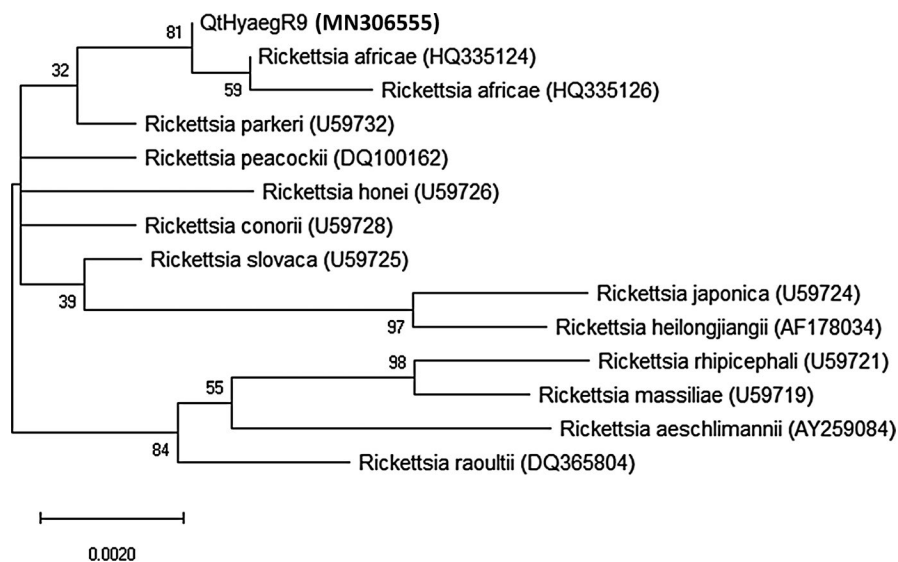 QtHyaegR9 (MN306555)
81
Rickettsia africae (HQ335124)
32
59
Rickettsia africae (HQ335126)
Rickettsia parkeri (U59732)
Rickettsia peacockii (DQ100162)
Rickettsia honei (U59726)
Rickettsia conorii (U59728)
Rickettsia slovaca (U59725)
39
Rickettsia japonica (U59724)
97
Rickettsia heilongjiangii (AF178034)
98
Rickettsia rhipicephali (U59721)
55
Rickettsia massiliae (U59719)
Rickettsia aeschlimannii (AY259084)
84
Rickettsia raoultii (DQ365804)
0.0020